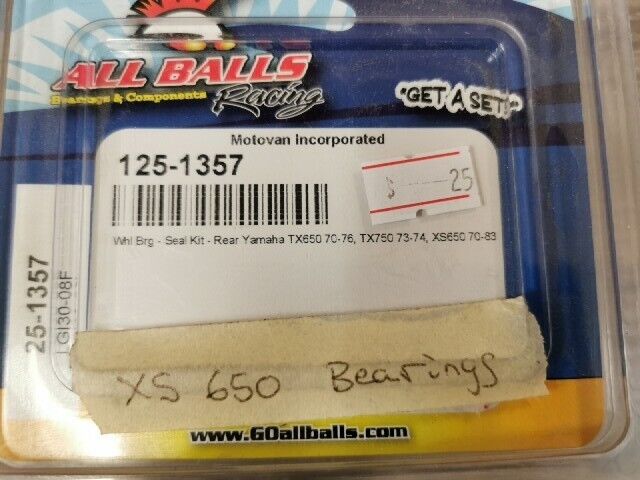 ALL BALLS
Bearings & Components
Racing
"GET A SET!"
Motovan Incorporated
125-1357
$ 25
Whl Brg - Seal Kit - Rear Yamaha TX650 70-76, TX750 73-74, XS650 70-83
25-1357
LGI30-08F
XS 650 Bearings
www.60allballs.com